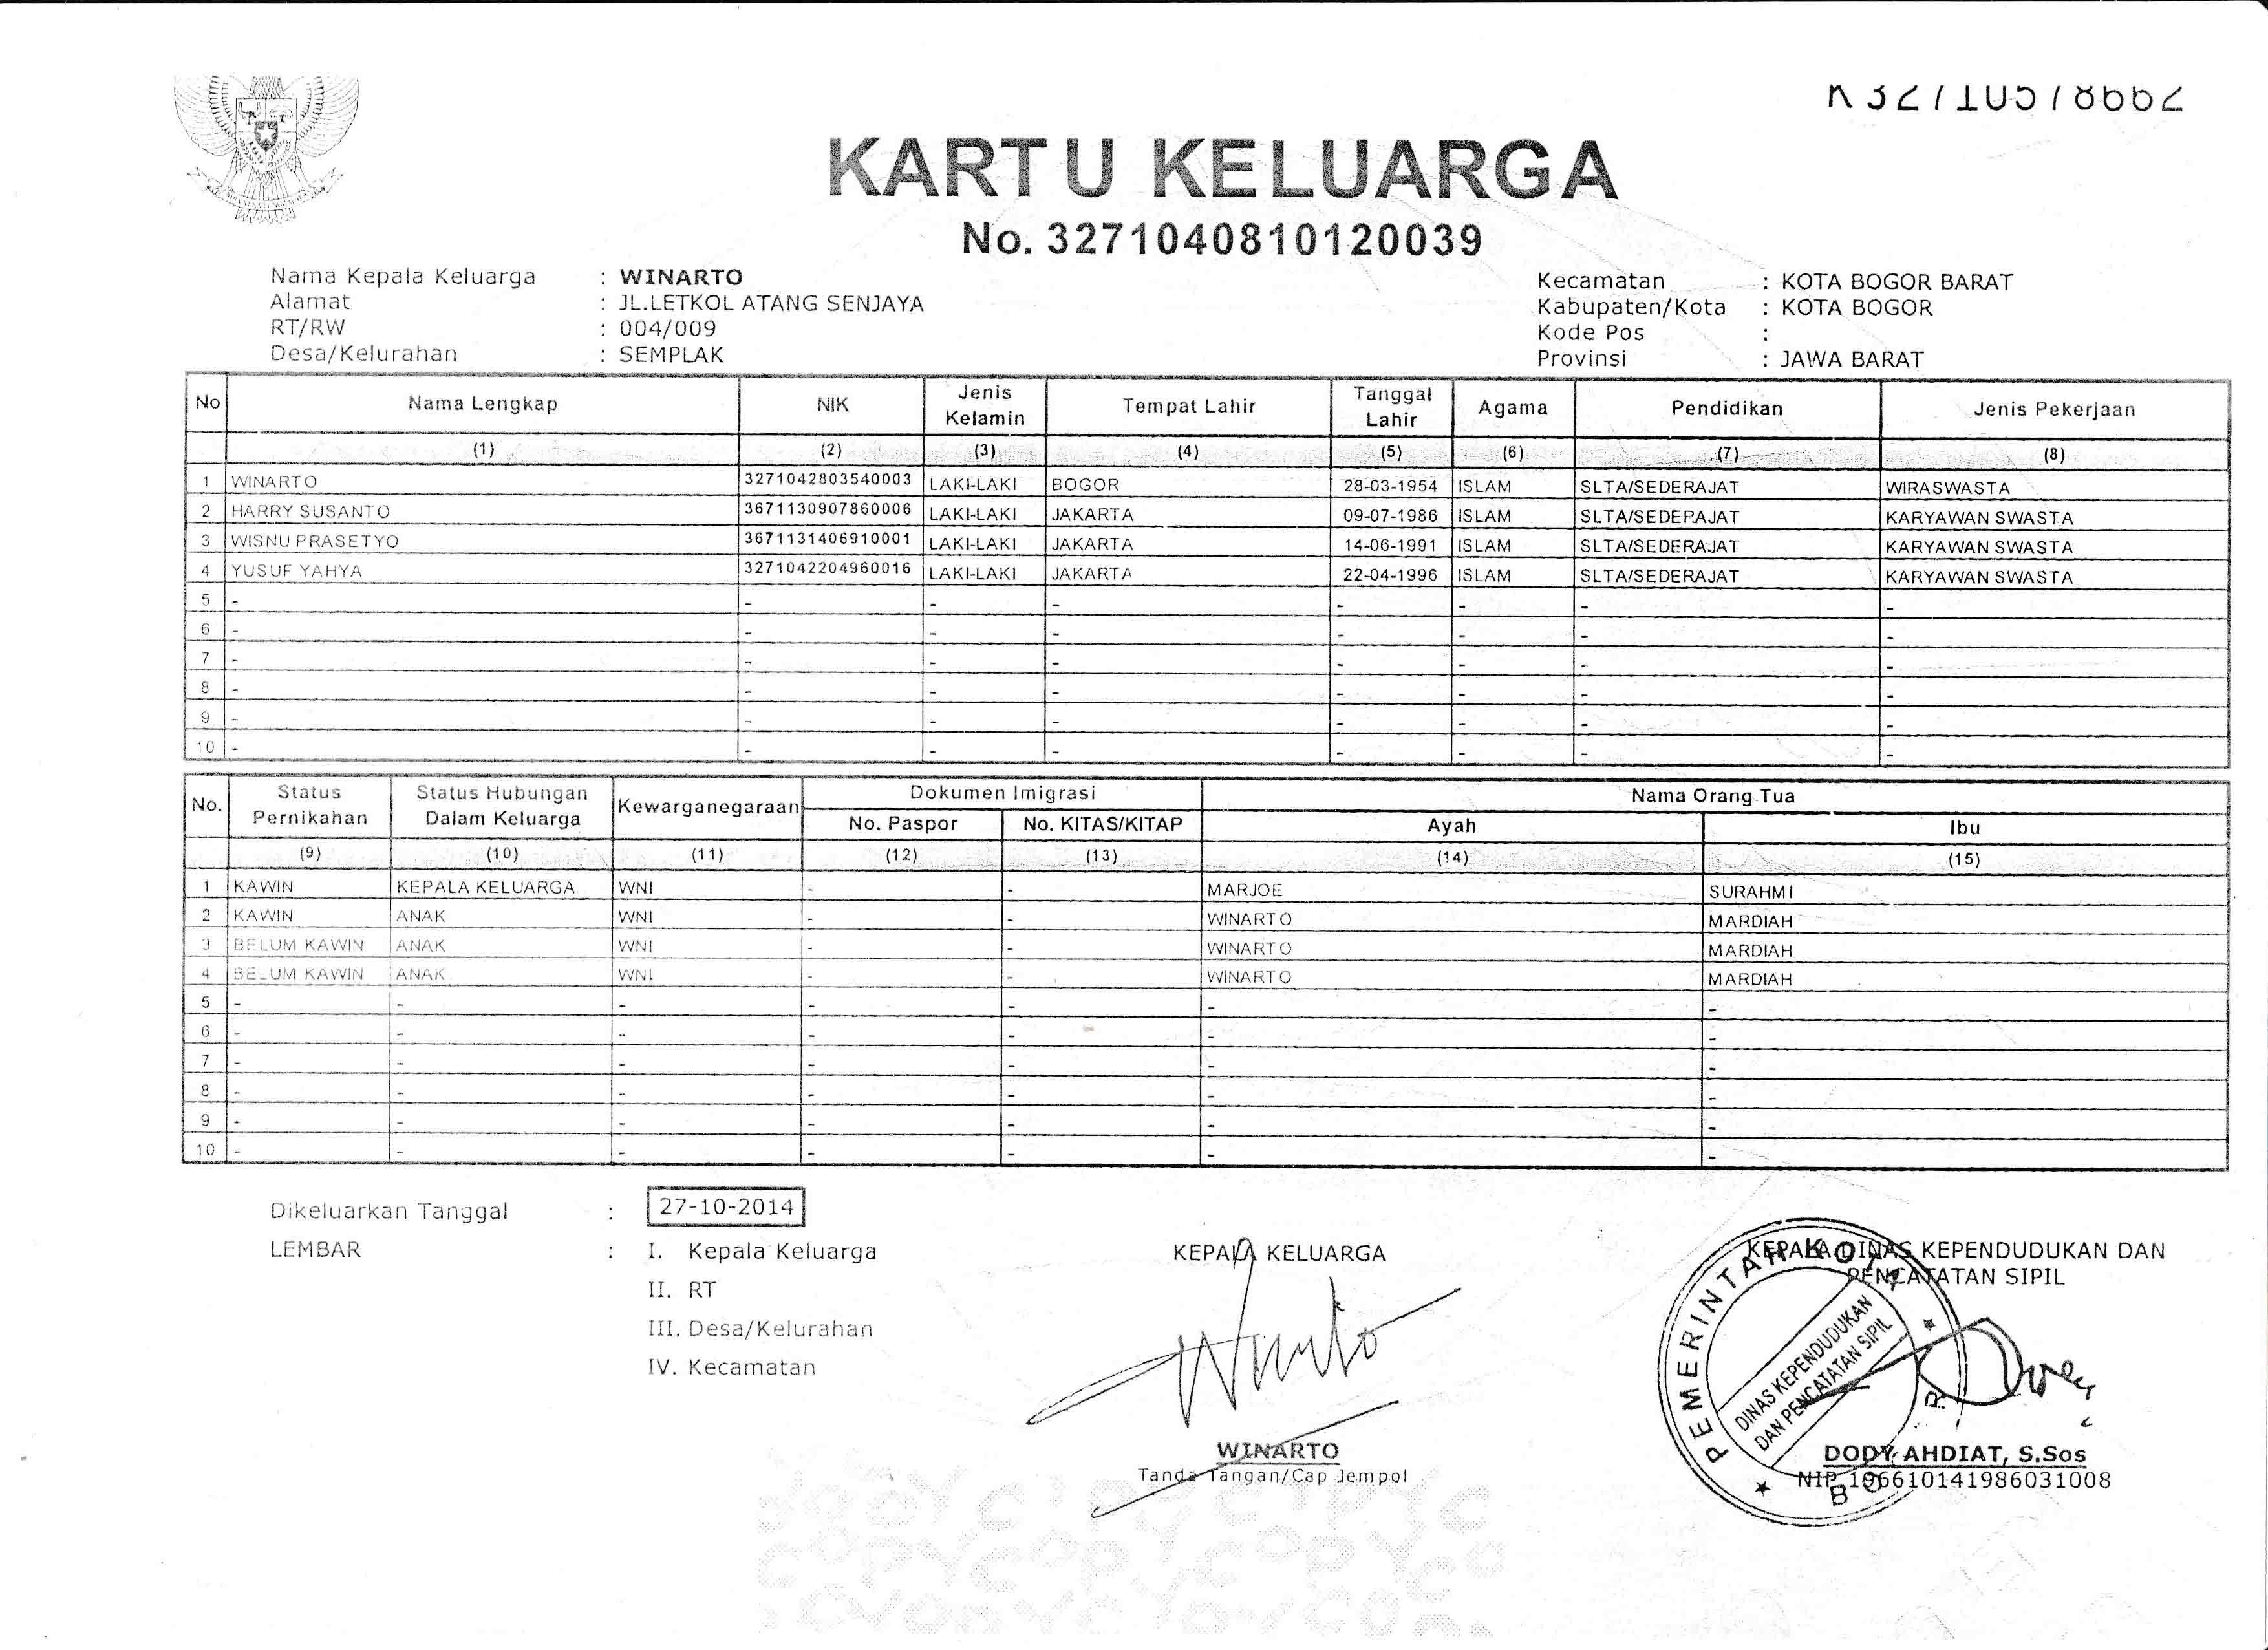 KARTU KELUARGA
No. 3271040810120039
Nama Kepala Keluarga : WINARTO
Alamat : JL.LETKOL ATANG SENJAYA
RT/RW : 004/009
Desa/Kelurahan : SEMPLAK
Kecamatan : KOTA BOGOR BARAT
Kabupaten/Kota : KOTA BOGOR
Kode Pos :
Provinsi : JAWA BARAT
No Nama Lengkap NIK Jenis Kelamin Tempat Lahir Tanggal Lahir Agama Pendidikan Jenis Pekerjaan
(1) (2) (3) (4) (5) (6) (7) (8)
1 WINARTO 3271042803540003 LAKI-LAKI BOGOR 28-03-1954 ISLAM SLTA/SEDERAJAT WIRASWASTA
2 HARRY SUSANTO 3671130907860006 LAKI-LAKI JAKARTA 09-07-1986 ISLAM SLTA/SEDERAJAT KARYAWAN SWASTA
3 WISNU PRASETYO 3671131406910001 LAKI-LAKI JAKARTA 14-06-1991 ISLAM SLTA/SEDERAJAT KARYAWAN SWASTA
4 YUSUF YAHYA 3271042204960016 LAKI-LAKI JAKARTA 22-04-1996 ISLAM SLTA/SEDERAJAT KARYAWAN SWASTA
5 - - - - - - - -
6 - - - - - - - -
7 - - - - - - - -
8 - - - - - - - -
9 - - - - - - - -
10 - - - - - - - -
No. Status Pernikahan Status Hubungan Dalam Keluarga Kewarganegaraan Dokumen Imigrasi Nama Orang Tua
No. Paspor No. KITAS/KITAP Ayah Ibu
(9) (10) (11) (12) (13) (14) (15)
1 KAWIN KEPALA KELUARGA WNI - - MARJOE SURAHMI
2 KAWIN ANAK WNI - - WINARTO MARDIAH
3 BELUM KAWIN ANAK WNI - - WINARTO MARDIAH
4 BELUM KAWIN ANAK WNI - - WINARTO MARDIAH
5 - - - - - - -
6 - - - - - - -
7 - - - - - - -
8 - - - - - - -
9 - - - - - - -
10 - - - - - - -
Dikeluarkan Tanggal : 27-10-2014
LEMBAR : I. Kepala Keluarga
II. RT
III. Desa/Kelurahan
IV. Kecamatan
KEPALA KELUARGA
WINARTO
Tanda Tangan/Cap Jempol
KEPALA DINAS KEPENDUDUKAN DAN
PENCATATAN SIPIL
PEMERINTAH KOTA
BOGOR
DINAS KEPENDUDUKAN
DAN PENCATATAN SIPIL
DODY AHDIAT, S.Sos
NIP 196610141986031008